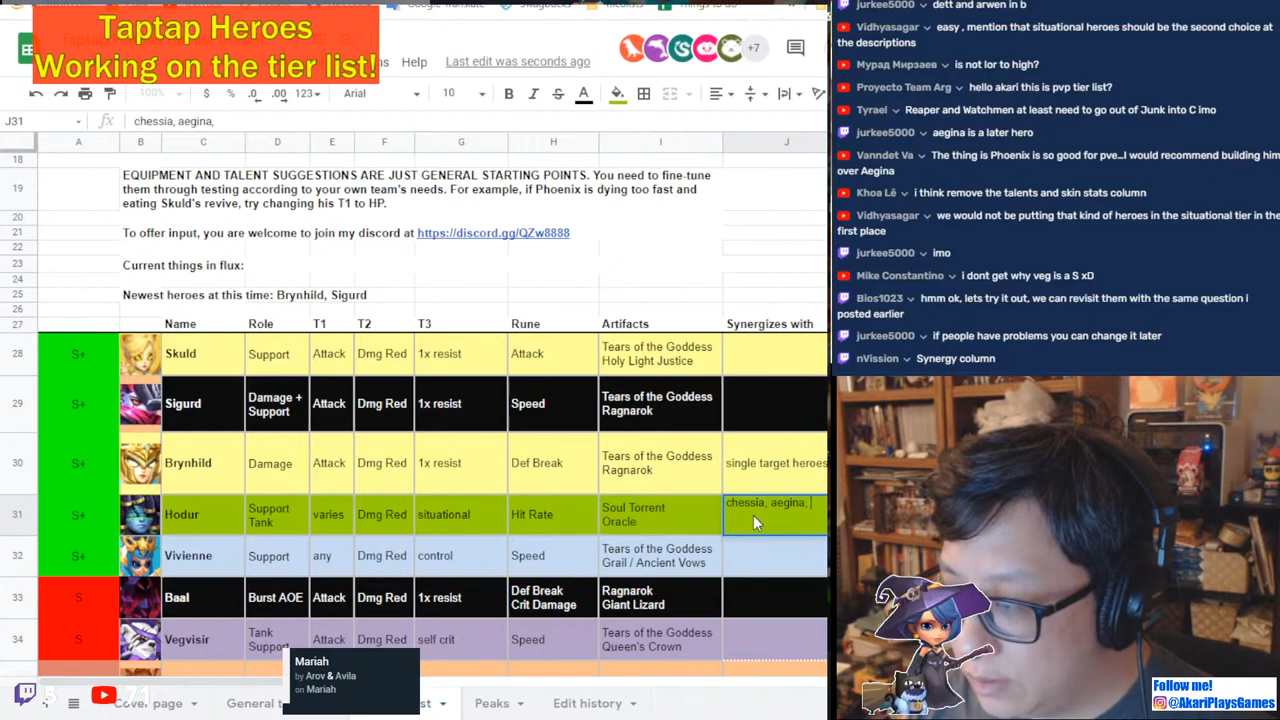 Taptap Heroes
Working on the tier list!
Google Translate
Swagbucks
Things to do
Help
Last edit was seconds ago
+7
100%
$ % .0 .00 123
Arial
10
B I S A
J31
fx
chessia, aegina,
A B C D E F G H I J
18
19
EQUIPMENT AND TALENT SUGGESTIONS ARE JUST GENERAL STARTING POINTS. You need to fine-tune
them through testing according to your own team's needs. For example, if Phoenix is dying too fast and
eating Skuld's revive, try changing his T1 to HP.
20
21 To offer input, you are welcome to join my discord at https://discord.gg/QZw8888
22
23 Current things in flux:
24
25 Newest heroes at this time: Brynhild, Sigurd
26
27 Name Role T1 T2 T3 Rune Artifacts Synergizes with
28 S+ Skuld Support Attack Dmg Red 1x resist Attack Tears of the Goddess
Holy Light Justice
29 S+ Sigurd Damage +
Support Attack Dmg Red 1x resist Speed Tears of the Goddess
Ragnarok
30 S+ Brynhild Damage Attack Dmg Red 1x resist Def Break Tears of the Goddess
Ragnarok single target heroes
31 S+ Hodur Support
Tank varies Dmg Red situational Hit Rate Soul Torrent
Oracle chessia, aegina,
32 S+ Vivienne Support any Dmg Red control Speed Tears of the Goddess
Grail / Ancient Vows
33 S Baal Burst AOE Attack Dmg Red 1x resist Def Break
Crit Damage Ragnarok
Giant Lizard
34 S Vegvisir Tank
Support Attack Dmg Red self crit Speed Tears of the Goddess
Queen's Crown
Mariah
by Arov & Avila
on Mariah
5
71
Cover page
General t
st
Peaks
Edit history
jurkee5000 dett and arwen in b
Vidhyasagar easy , mention that situational heroes should be the second choice at
the descriptions
Мурад Мирзаев is not lor to high?
Proyecto Team Arg hello akari this is pvp tier list?
Tyrael Reaper and Watchmen at least need to go out of Junk into C imo
jurkee5000 aegina is a later hero
Vanndet Va The thing is Phoenix is so good for pve...I would recommend building him
over Aegina
Khoa Lê i think remove the talents and skin stats column
Vidhyasagar we would not be putting that kind of heroes in the situational tier in the
first place
jurkee5000 imo
Mike Constantino i dont get why veg is a S xD
Bios1023 hmm ok, lets try it out, we can revisit them with the same question i
posted earlier
jurkee5000 if people have problems you can change it later
nVission Synergy column
Follow me!
@AkariPlaysGames